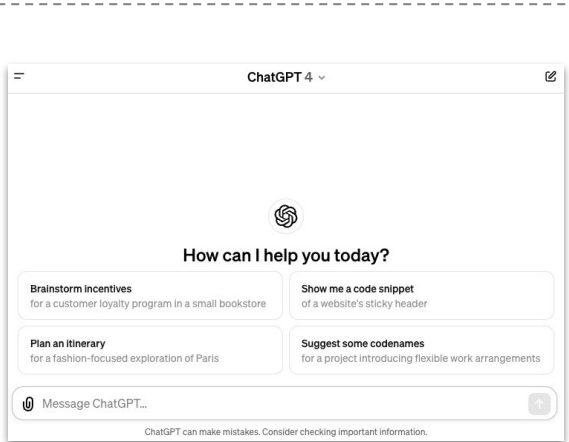 ChatGPT 4
How can I help you today?
Brainstorm incentives
for a customer loyalty program in a small bookstore
Show me a code snippet
of a website's sticky header
Plan an itinerary
for a fashion-focused exploration of Paris
Suggest some codenames
for a project introducing flexible work arrangements
Message ChatGPT...
ChatGPT can make mistakes. Consider checking important information.